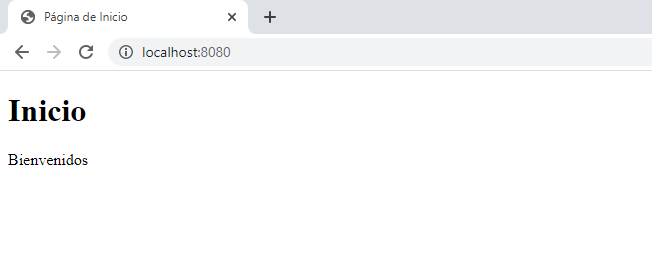 Página de Inicio
localhost:8080
Inicio
Bienvenidos